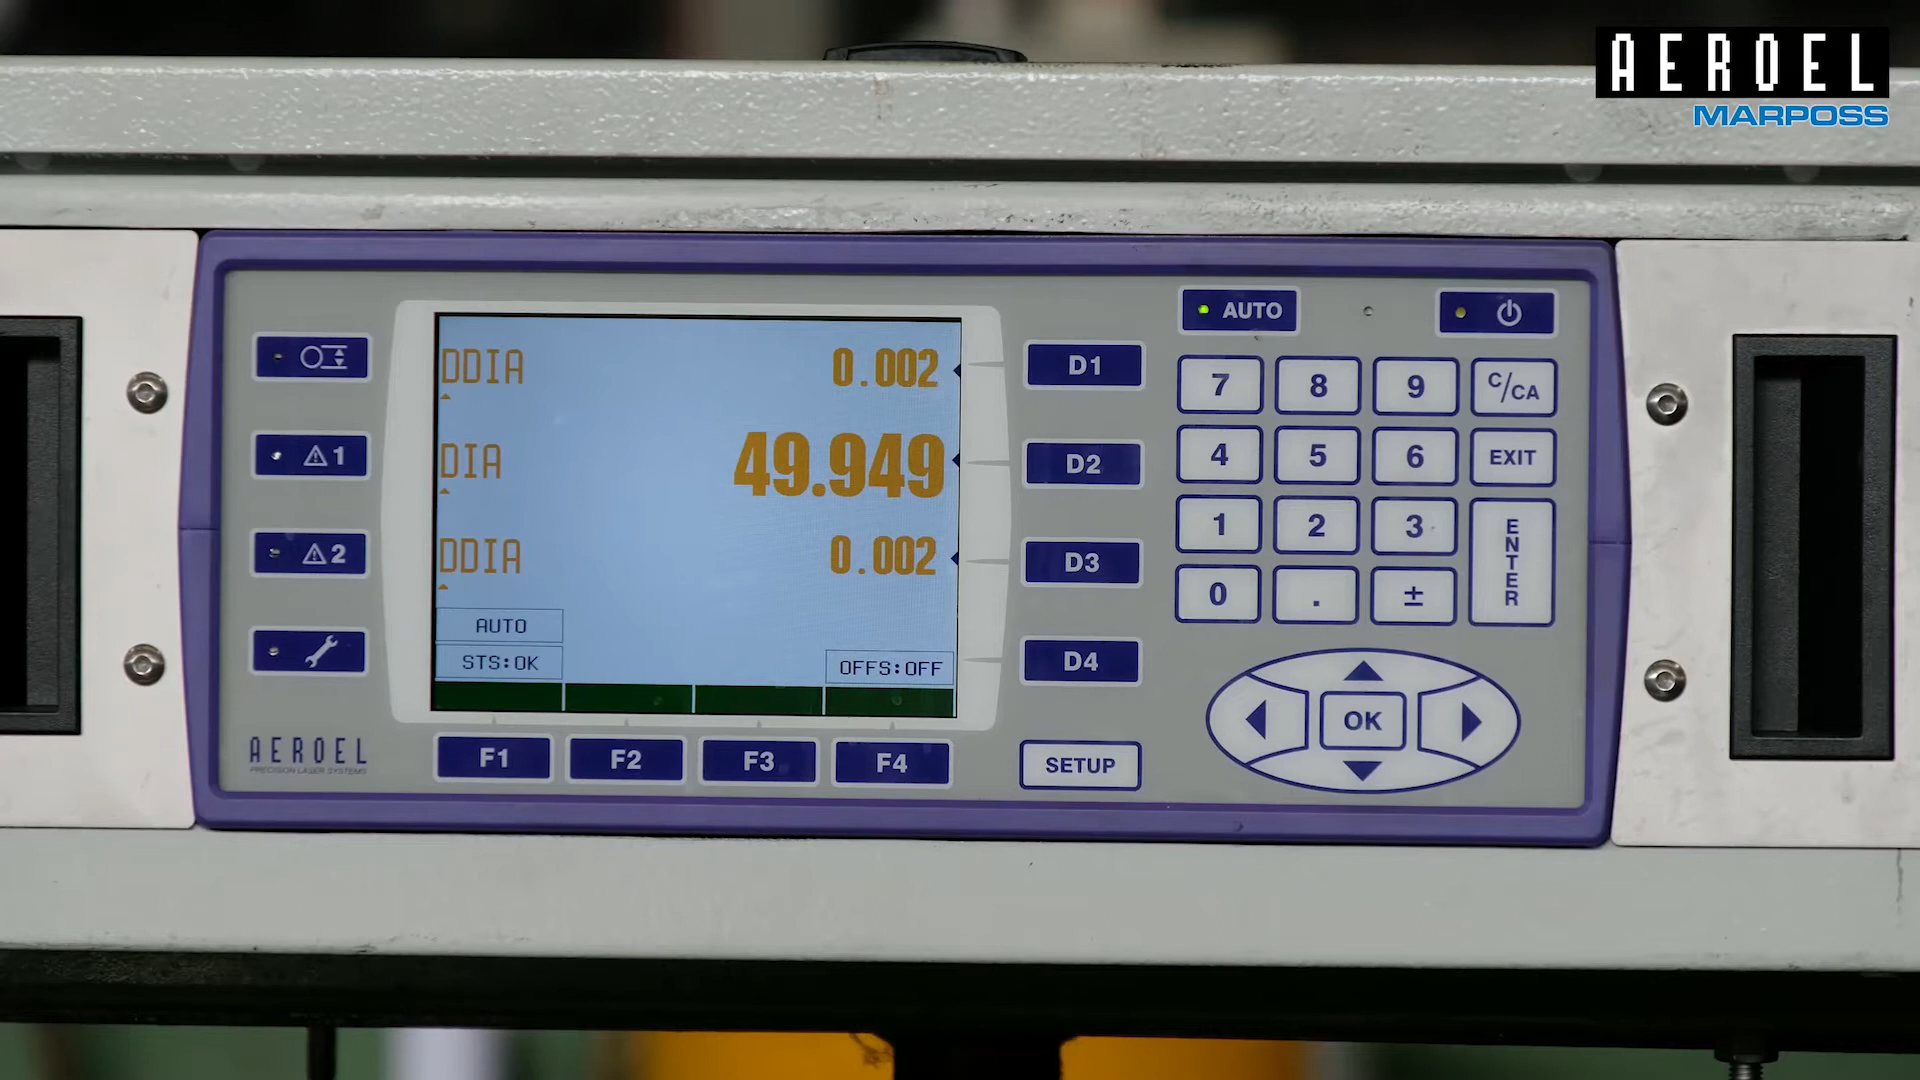 AEROEL
MARPOSS
AUTO
DDIA 0.002
D1
7 8 9 C/CA
1
DIA 49.949
D2
4 5 6 EXIT
2
DDIA 0.002
D3
1 2 3 ENTER
0 . ±
AUTO
STS:OK OFFS:OFF
D4
OK
AEROEL
PRECISION LASER SYSTEMS
F1 F2 F3 F4
SETUP